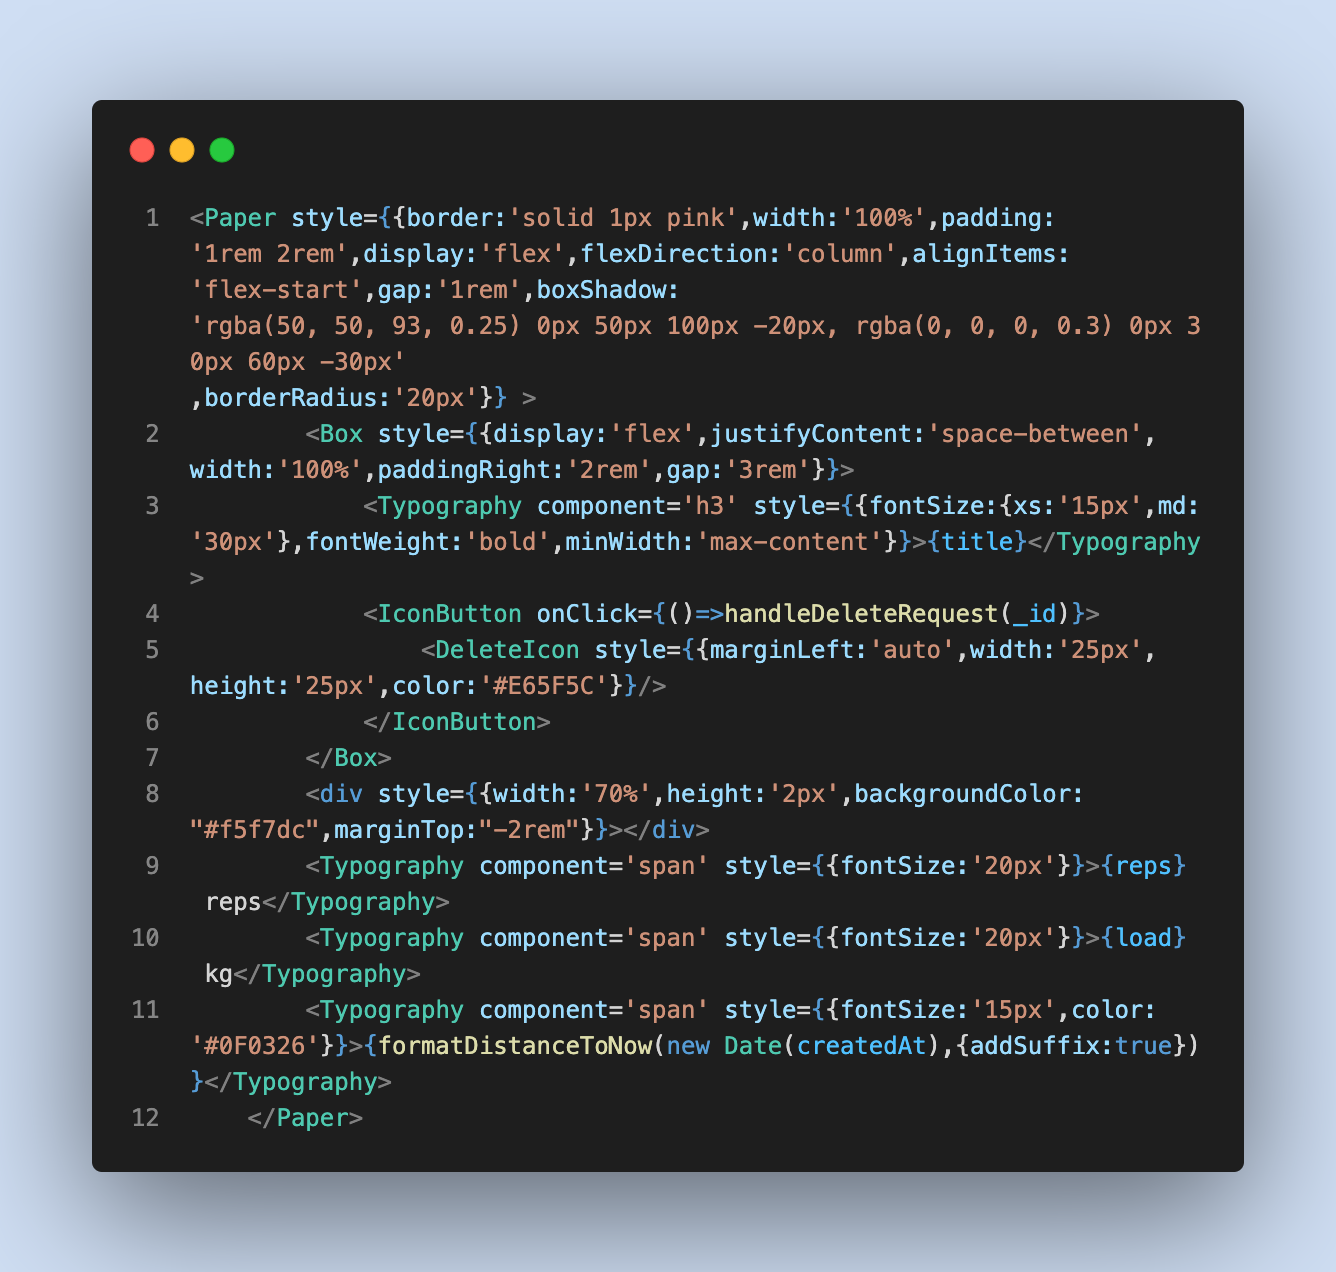 1 <Paper style={{border:'solid 1px pink',width:'100%',padding:
'1rem 2rem',display:'flex',flexDirection:'column',alignItems:
'flex-start',gap:'1rem',boxShadow:
'rgba(50, 50, 93, 0.25) 0px 50px 100px -20px, rgba(0, 0, 0, 0.3) 0px 3
0px 60px -30px'
,borderRadius:'20px'}} >
2         <Box style={{display:'flex',justifyContent:'space-between',
width:'100%',paddingRight:'2rem',gap:'3rem'}}>
3             <Typography component='h3' style={{fontSize:{xs:'15px',md:
'30px'},fontWeight:'bold',minWidth:'max-content'}}>{title}</Typography
>
4             <IconButton onClick={()=>handleDeleteRequest(_id)}>
5                 <DeleteIcon style={{marginLeft:'auto',width:'25px',
height:'25px',color:'#E65F5C'}}/>
6             </IconButton>
7         </Box>
8         <div style={{width:'70%',height:'2px',backgroundColor:
"#f5f7dc",marginTop:"-2rem"}}></div>
9         <Typography component='span' style={{fontSize:'20px'}}>{reps}
 reps</Typography>
10         <Typography component='span' style={{fontSize:'20px'}}>{load}
 kg</Typography>
11         <Typography component='span' style={{fontSize:'15px',color:
'#0F0326'}}>{formatDistanceToNow(new Date(createdAt),{addSuffix:true})
}</Typography>
12     </Paper>